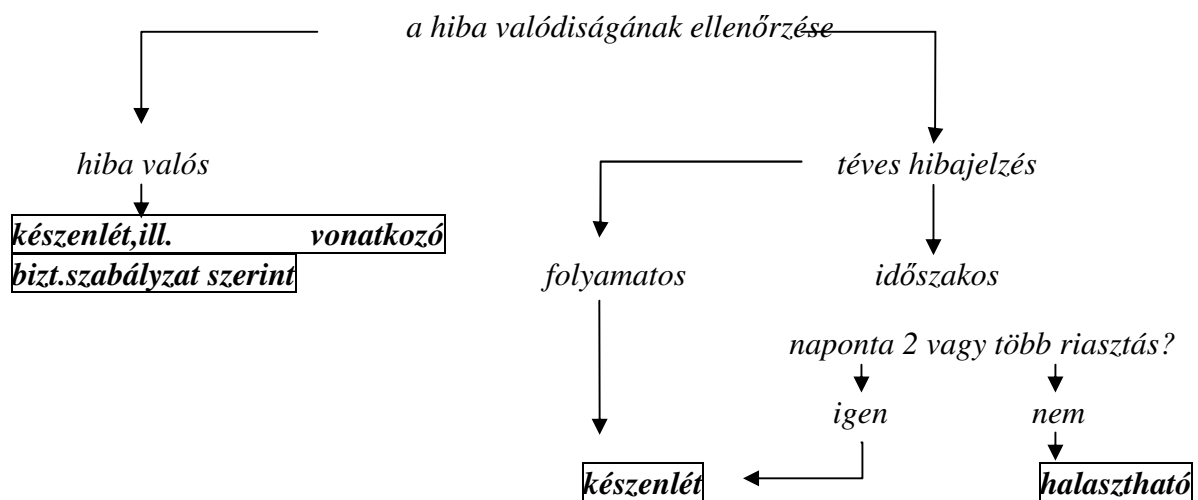 a hiba valódiságának ellenőrzése
hiba valós
téves hibajelzés
készenlét,ill. vonatkozó
bizt.szabályzat szerint
folyamatos
időszakos
naponta 2 vagy több riasztás?
igen
nem
készenlét
halasztható